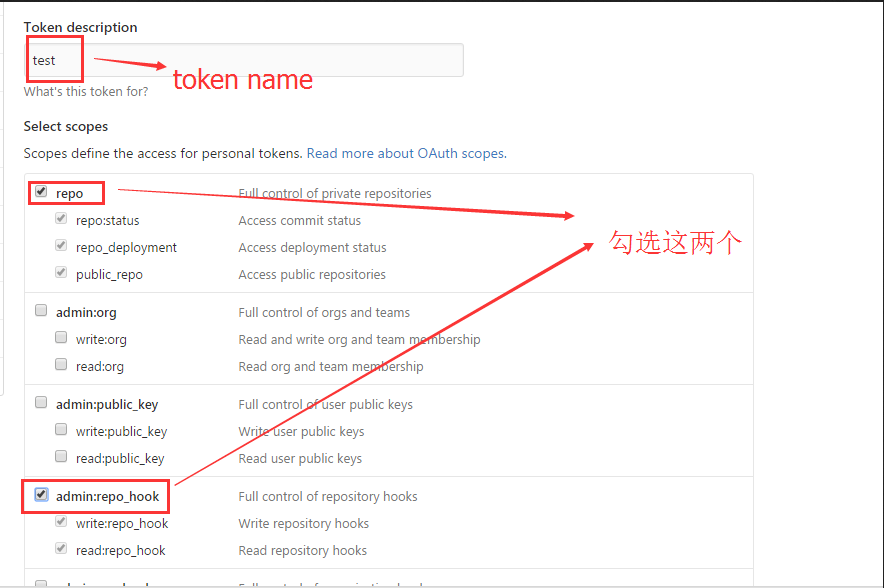 Token description
test
token name
What's this token for?
Select scopes
Scopes define the access for personal tokens. Read more about OAuth scopes.
repo Full control of private repositories
repo:status Access commit status
勾选这两个
repo_deployment Access deployment status
public_repo Access public repositories
admin:org Full control of orgs and teams
write:org Read and write org and team membership
read:org Read org and team membership
admin:public_key Full control of user public keys
write:public_key Write user public keys
read:public_key Read user public keys
admin:repo_hook Full control of repository hooks
write:repo_hook Write repository hooks
read:repo_hook Read repository hooks